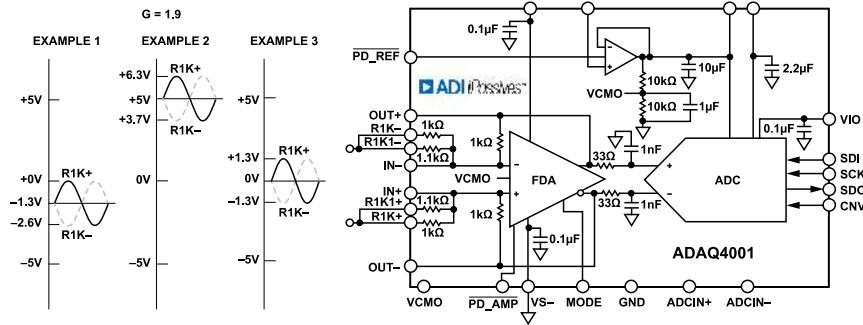 G = 1.9
EXAMPLE 1
+5V
R1K+
+0V
−1.3V
−2.6V
R1K−
−5V
EXAMPLE 2
+6.3V
R1K+
+5V
+3.7V
R1K−
0V
−5V
EXAMPLE 3
+5V
R1K+
+1.3V
0V
−1.3V
R1K−
−5V
0.1µF
PD_REF
10µF
2.2µF
10kΩ
VCMO
10kΩ
1µF
ADI iPassives™
OUT+
R1K−
R1K1−
IN−
1kΩ
1.1kΩ
1kΩ
VCMO
IN+
R1K1+
R1K+
OUT−
1.1kΩ
1kΩ
1kΩ
FDA
33Ω
33Ω
1nF
1nF
0.1µF
ADC
0.1µF
VIO
SDI
SCK
SDO
CNV
ADAQ4001
VCMO
PD_AMP
VS−
MODE
GND
ADCIN+
ADCIN−